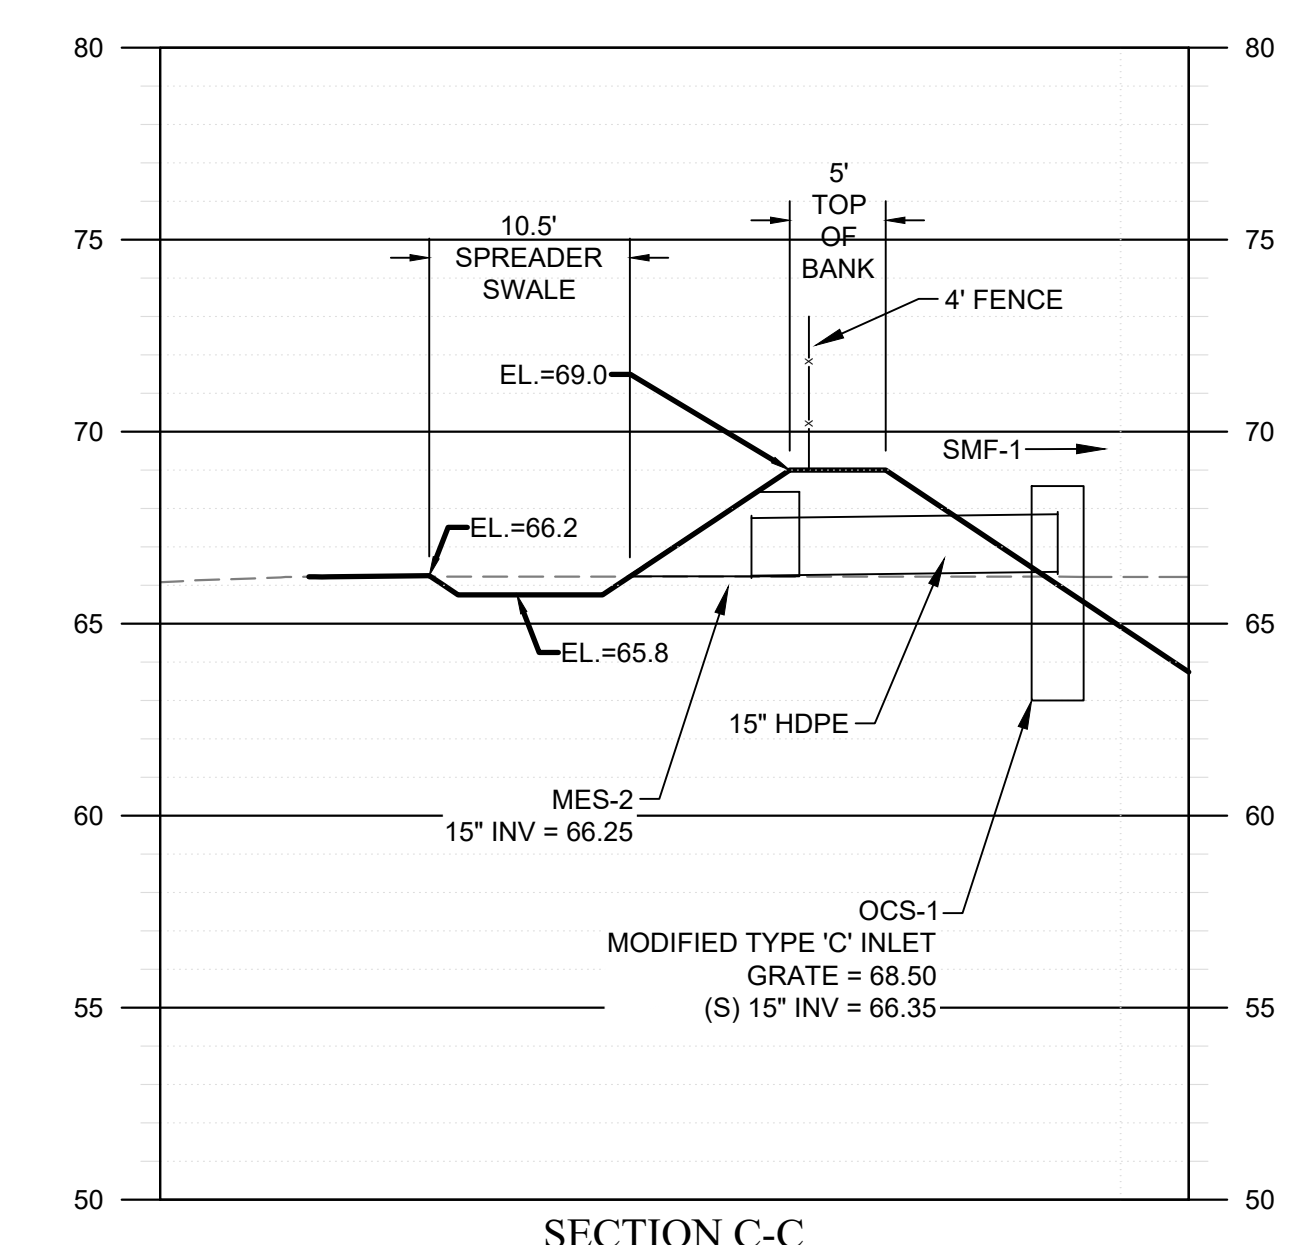 80
80
5'
TOP
OF
BANK
10.5'
SPREADER
SWALE
75
75
4' FENCE
EL.=69.0
70
70
SMF-1
EL.=66.2
65
65
EL.=65.8
15" HDPE
MES-2
15" INV = 66.25
60
60
OCS-1
MODIFIED TYPE 'C' INLET
GRATE = 68.50
(S) 15" INV = 66.35
55
55
50
50
SECTION C-C